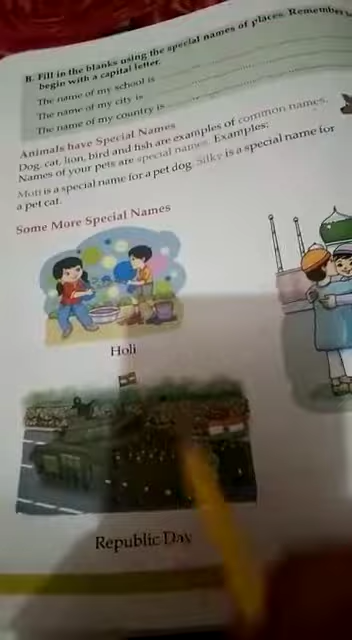 B. Fill in the blanks using the special names of places. Remember
begin with a capital letter.
The name of my school is
The name of my city is
The name of my country is
Animals have Special Names
Dog, cat, lion, bird and fish are examples of common names.
Names of your pets are special names. Examples:
Moti is a special name for a pet dog. Silky is a special name for
a pet cat.
Some More Special Names
Holi
Republic Day